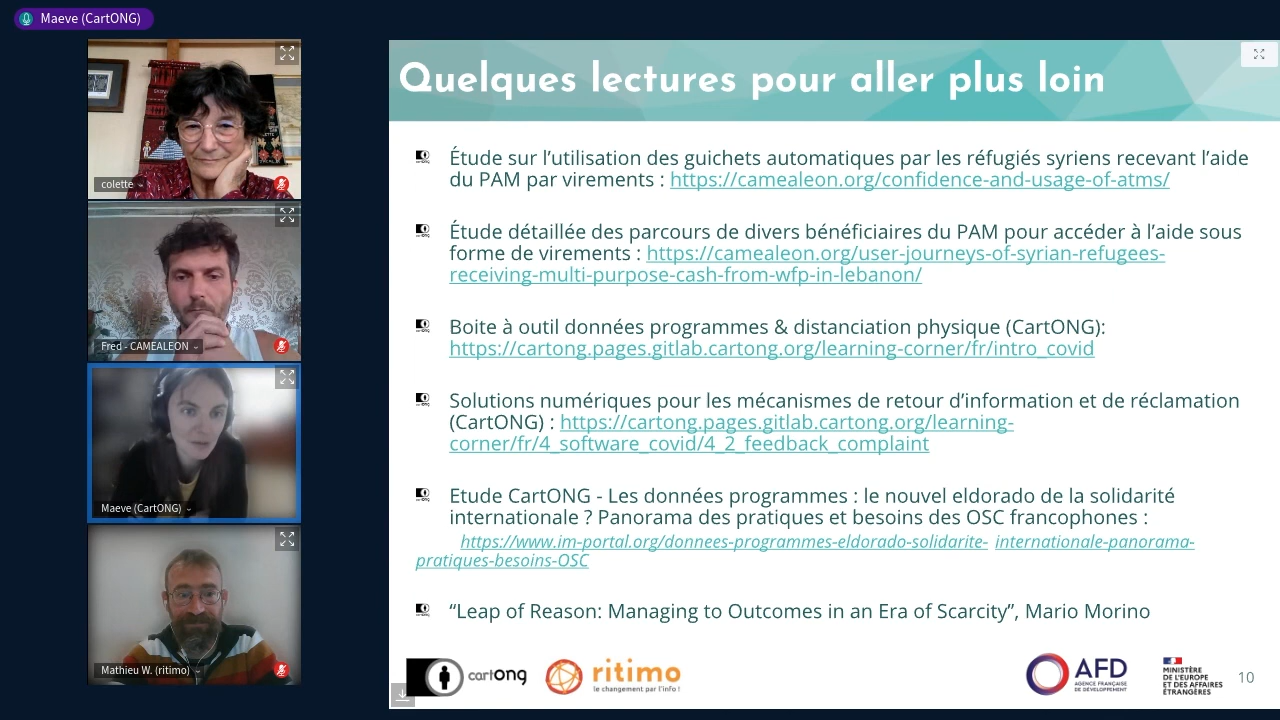 Maeve (CartONG)
colette
Fred - CAMEALEON
Maeve (CartONG)
Mathieu W. (ritimo)
Quelques lectures pour aller plus loin
Étude sur l’utilisation des guichets automatiques par les réfugiés syriens recevant l’aide
du PAM par virements : https://camealeon.org/confidence-and-usage-of-atms/
Étude détaillée des parcours de divers bénéficiaires du PAM pour accéder à l’aide sous
forme de virements : https://camealeon.org/user-journeys-of-syrian-refugees-
receiving-multi-purpose-cash-from-wfp-in-lebanon/
Boite à outil données programmes & distanciation physique (CartONG):
https://cartong.pages.gitlab.cartong.org/learning-corner/fr/intro_covid
Solutions numériques pour les mécanismes de retour d’information et de réclamation
(CartONG) : https://cartong.pages.gitlab.cartong.org/learning-
corner/fr/4_software_covid/4_2_feedback_complaint
Etude CartONG - Les données programmes : le nouvel eldorado de la solidarité
internationale ? Panorama des pratiques et besoins des OSC francophones :
https://www.im-portal.org/donnees-programmes-eldorado-solidarite- internationale-panorama-
pratiques-besoins-OSC
“Leap of Reason: Managing to Outcomes in an Era of Scarcity”, Mario Morino
cartong
ritimo
le changement par l'info !
AFD
AGENCE FRANÇAISE
DE DÉVELOPPEMENT
MINISTÈRE
DE L'EUROPE
ET DES AFFAIRES
ÉTRANGÈRES
10